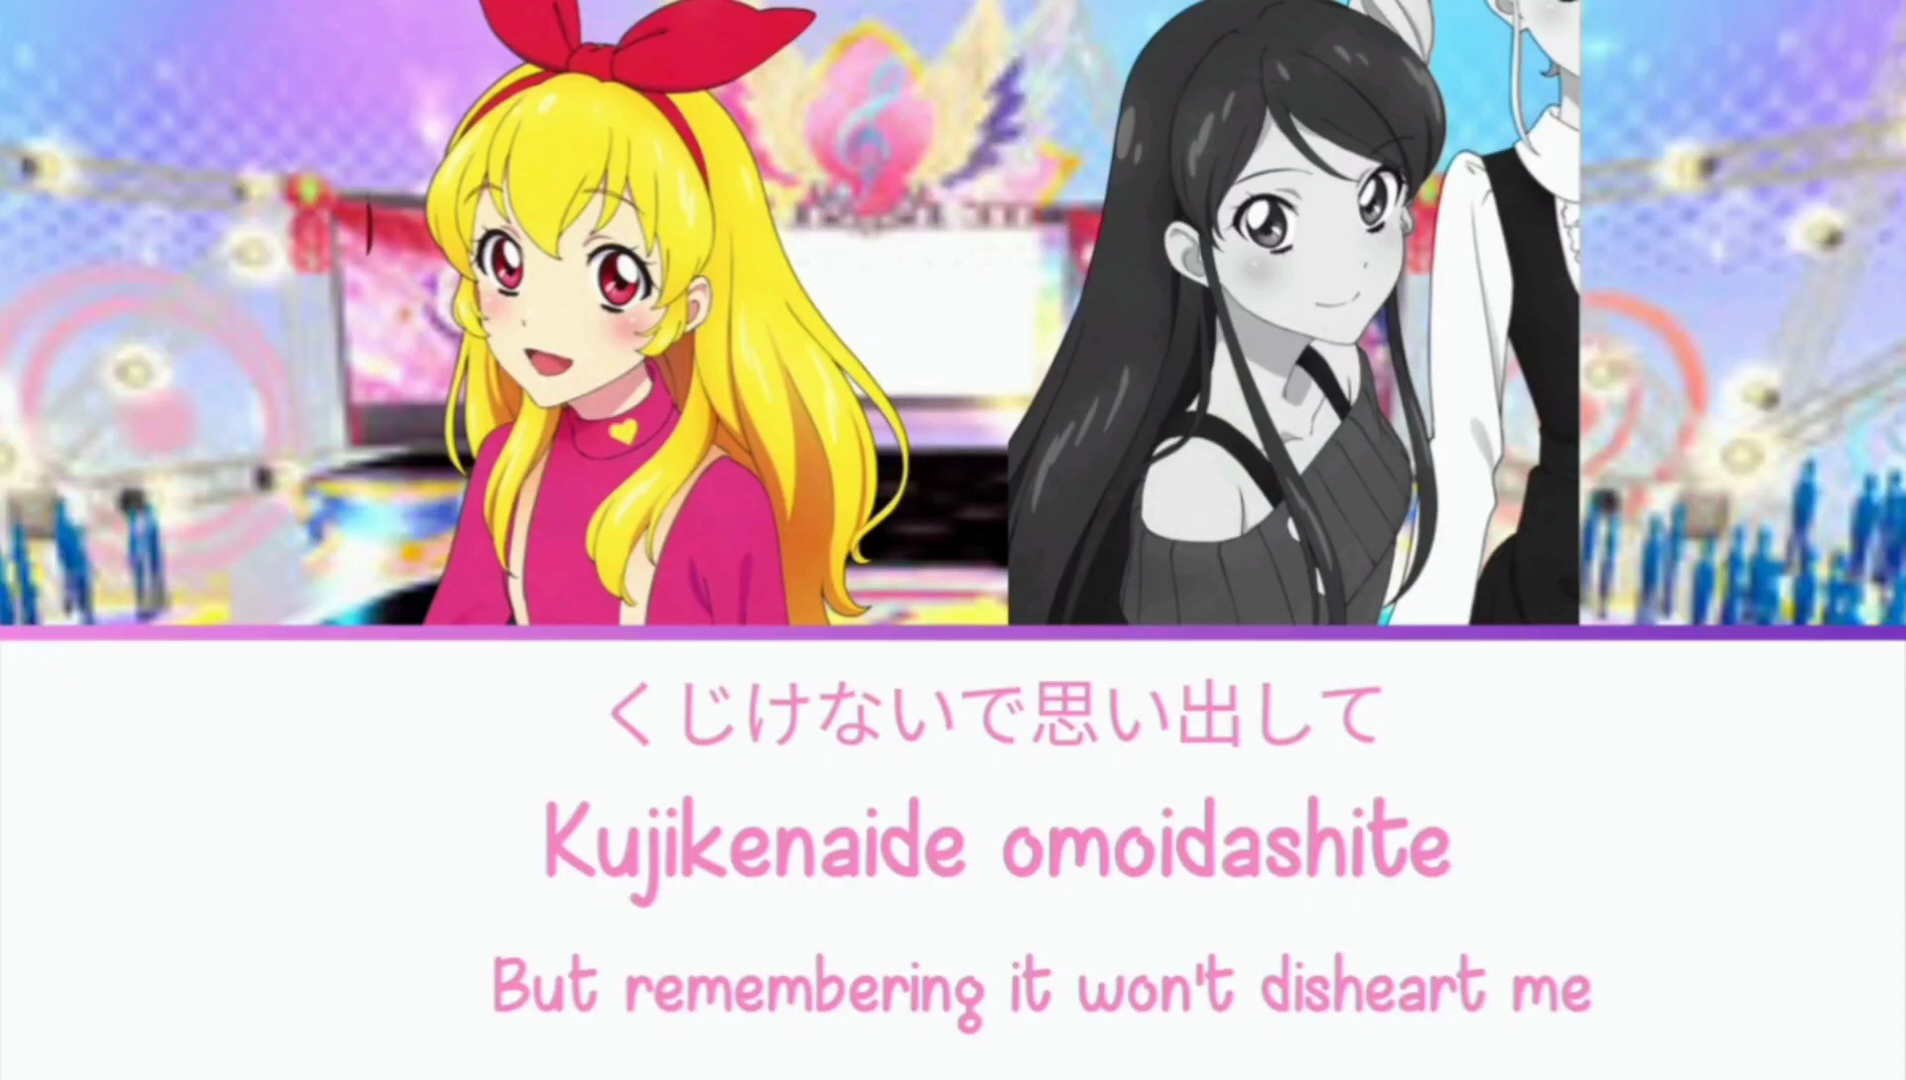 くじけないで思い出して
Kujikenaide omoidashite
But remembering it won't disheart me